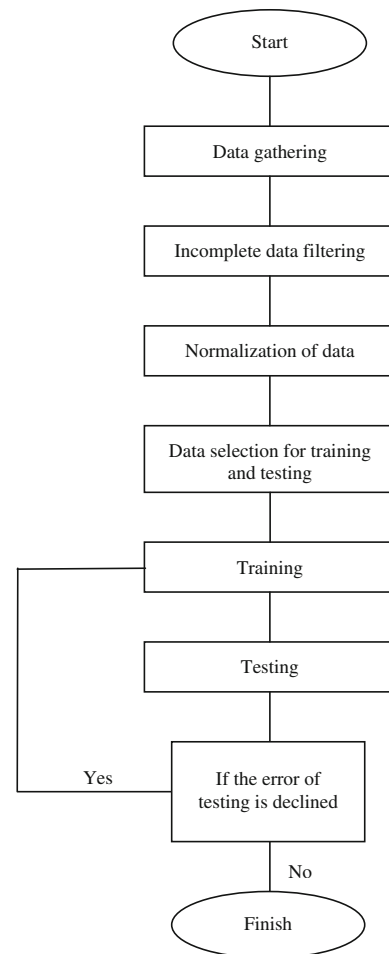 Start
Data gathering
Incomplete data filtering
Normalization of data
Data selection for training
and testing
Training
Testing
If the error of
testing is declined
Yes
No
Finish